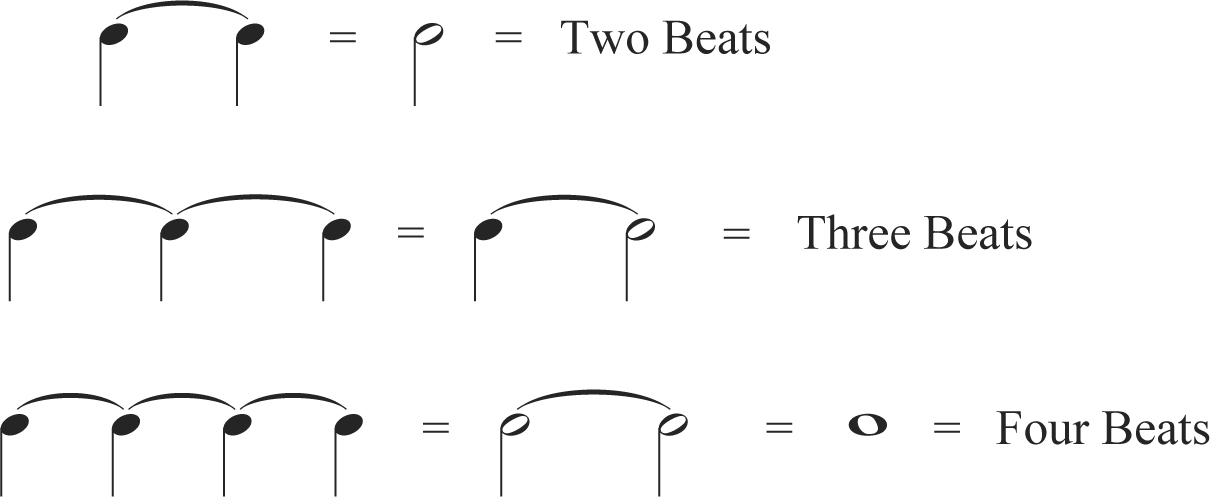 = = Two Beats
= = Three Beats
= = = Four Beats